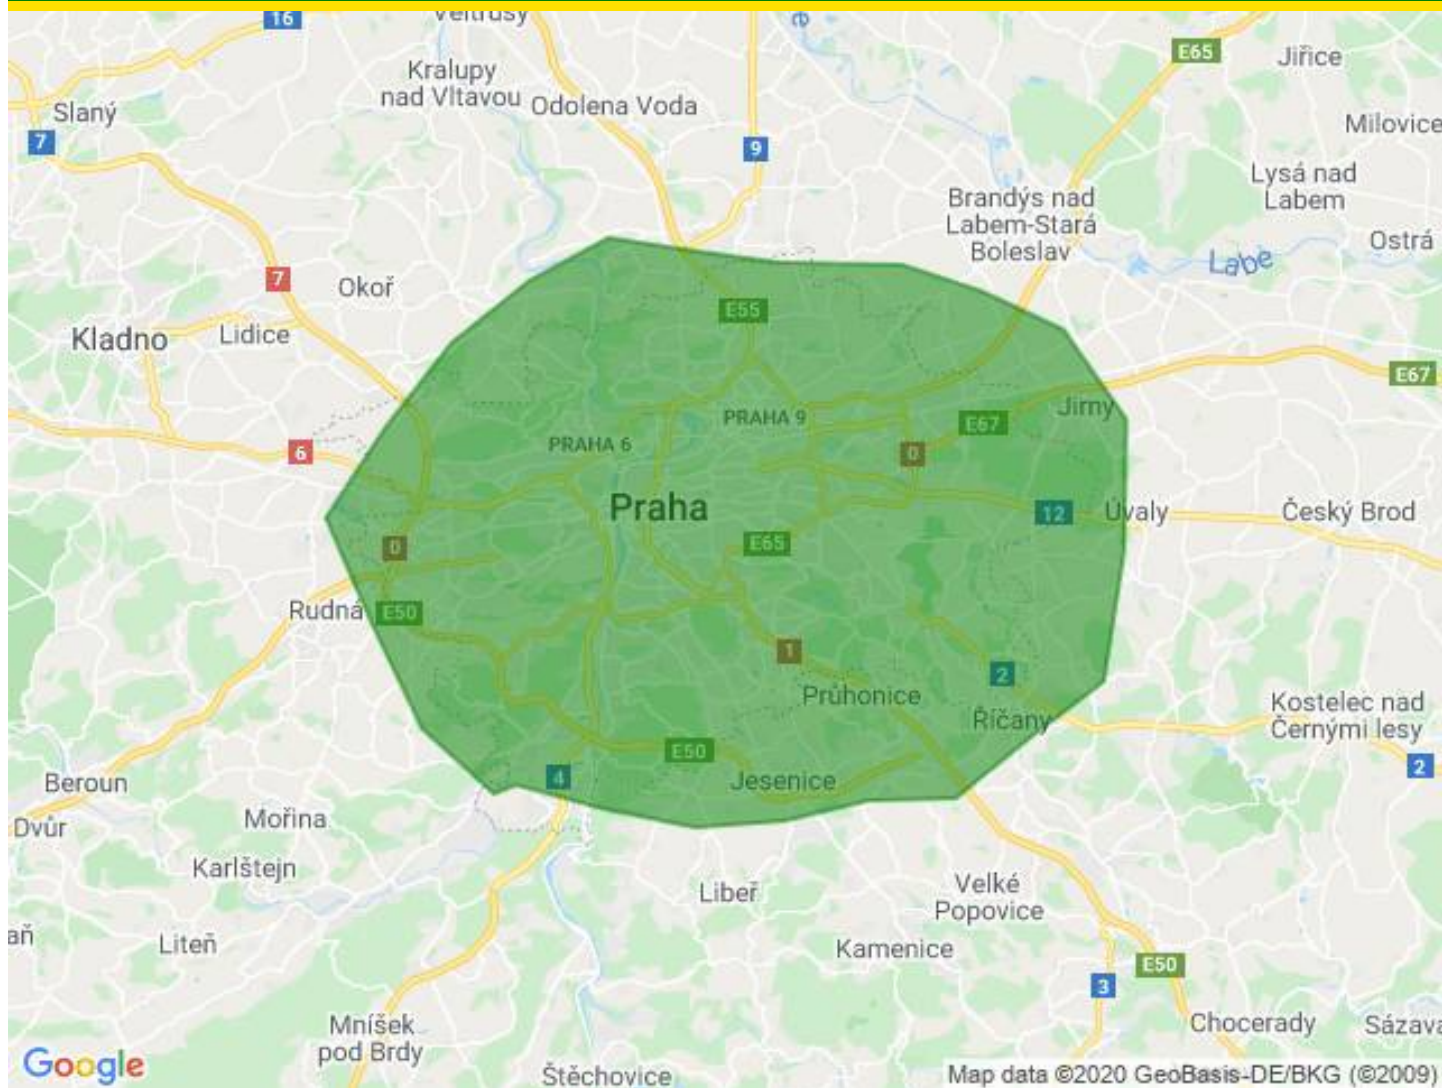 16
Veltrusy
E65
Jiřice
Kralupy
nad Vltavou
Odolena Voda
Slaný
7
9
Milovice
Lysá nad
Labem
Brandýs nad
Labem-Stará
Boleslav
Ostrá
Labe
7
Okoř
E55
Kladno
Lidice
E67
Jirny
PRAHA 9
E67
PRAHA 6
6
0
Praha
12
Úvaly
Český Brod
0
E65
Rudná
E50
1
2
Průhonice
Říčany
Kostelec nad
Černými lesy
E50
4
Jesenice
2
Beroun
Mořina
Dvůr
Karlštejn
Libeř
Velké
Popovice
aň
Liteň
Kamenice
E50
3
Mníšek
pod Brdy
Chocerady
Sázava
Google
Štěchovice
Map data ©2020 GeoBasis-DE/BKG (©2009)